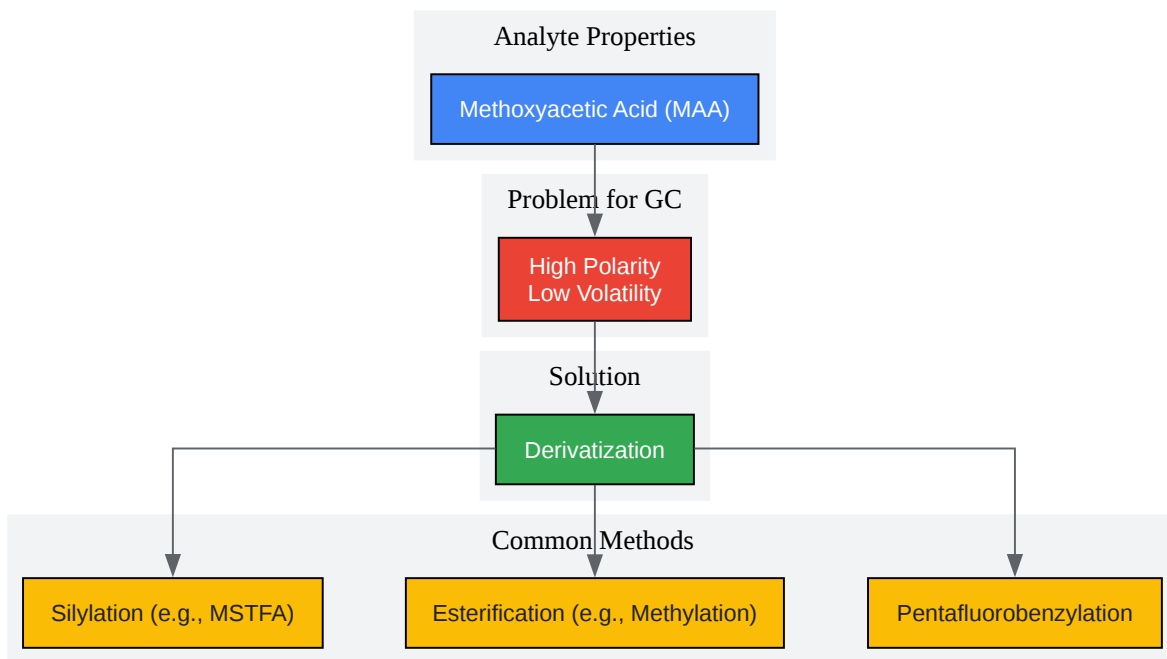 Analyte Properties
Methoxyacetic Acid (MAA)
Problem for GC
High Polarity
Low Volatility
Solution
Derivatization
Common Methods
Silylation (e.g., MSTFA)
Esterification (e.g., Methylation)
Pentafluorobenzylation